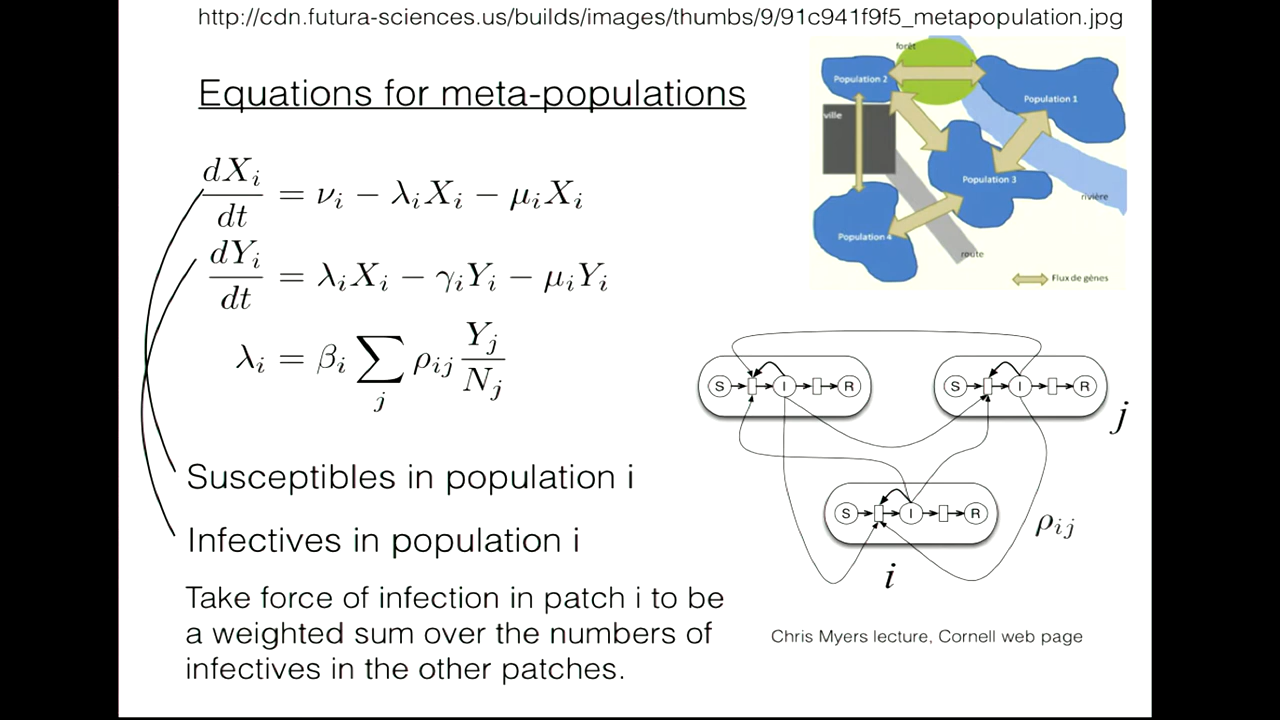 http://cdn.futura-sciences.us/builds/images/thumbs/9/91c941f9f5_metapopulation.jpg
Equations for meta-populations
dX_i/dt = ν_i − λ_i X_i − μ_i X_i
dY_i/dt = λ_i X_i − γ_i Y_i − μ_i Y_i
λ_i = β_i ∑_j ρ_ij Y_j/N_j
Susceptibles in population i
Infectives in population i
Take force of infection in patch i to be
a weighted sum over the numbers of
infectives in the other patches.
forêt
Population 2
Population 1
ville
Population 3
rivière
Population 4
route
Flux de gènes
S I R
S I R
j
S I R
ρ_ij
i
Chris Myers lecture, Cornell web page